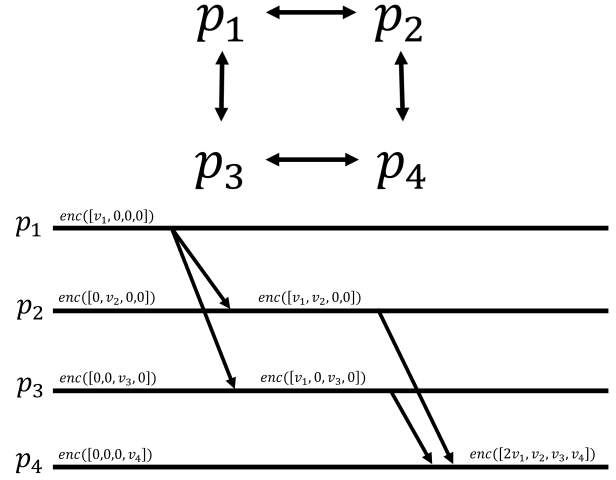 p₁ p₂
p₃ p₄
p₁ enc([v₁,0,0,0])
p₂ enc([0,v₂,0,0]) enc([v₁,v₂,0,0])
p₃ enc([0,0,v₃,0]) enc([v₁,0,v₃,0])
p₄ enc([0,0,0,v₄]) enc([2v₁,v₂,v₃,v₄])